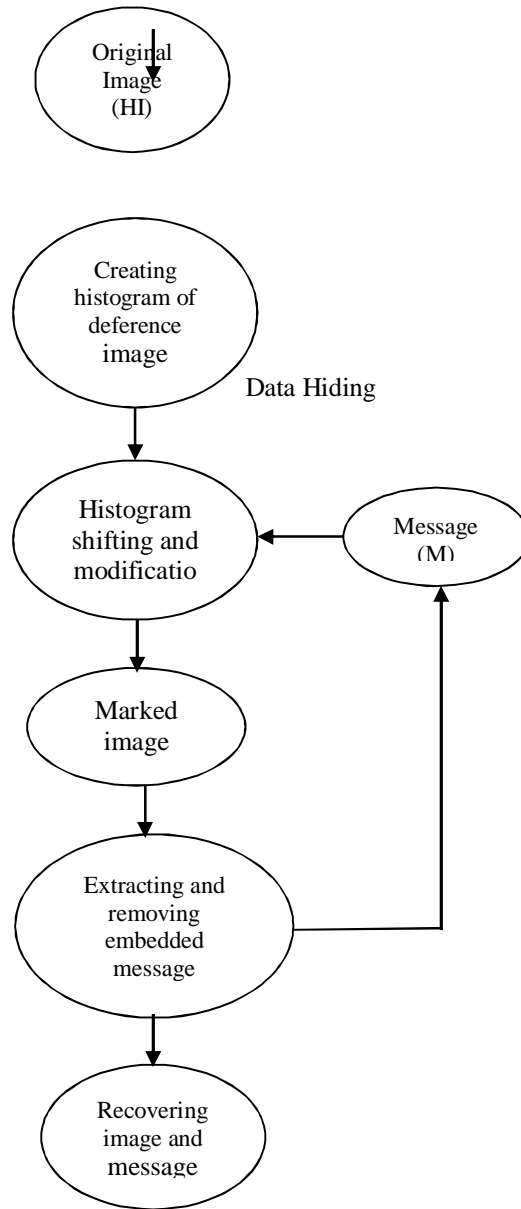 Original
Image
(HI)
Creating
histogram of
deference
image
Data Hiding
Histogram
shifting and
modificatio
Message
(M)
Marked
image
Extracting and
removing
embedded
message
Recovering
image and
message